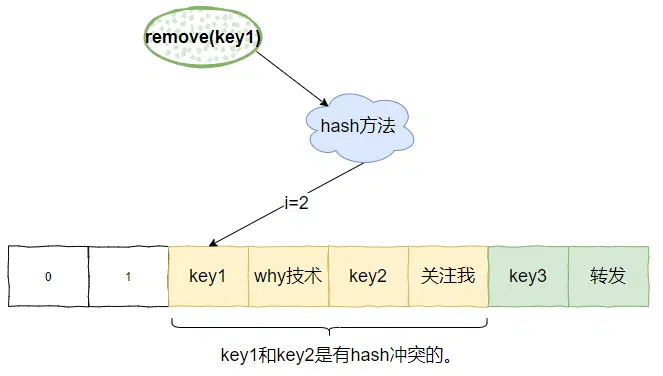 remove(key1)
hash方法
i=2
0 1 key1 why技术 key2 关注我 key3 转发
key1和key2是有hash冲突的。